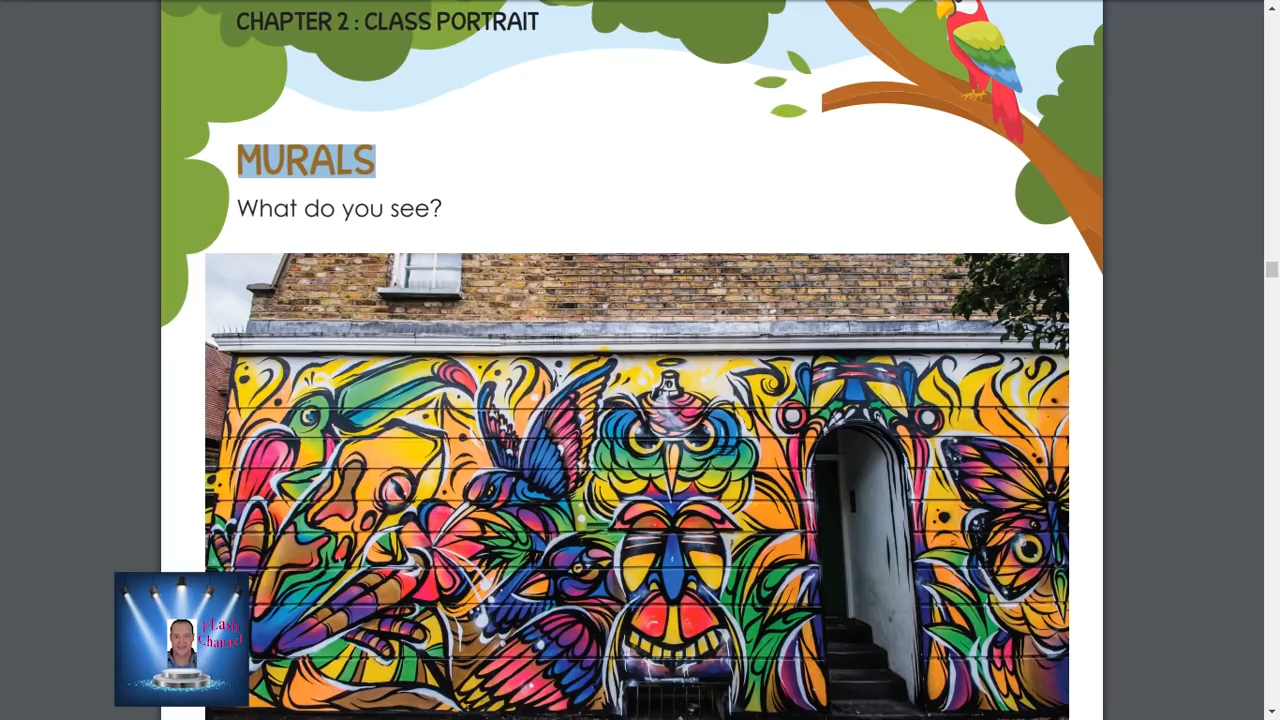 CHAPTER 2 : CLASS PORTRAIT
MURALS
What do you see?
FLash
Channel